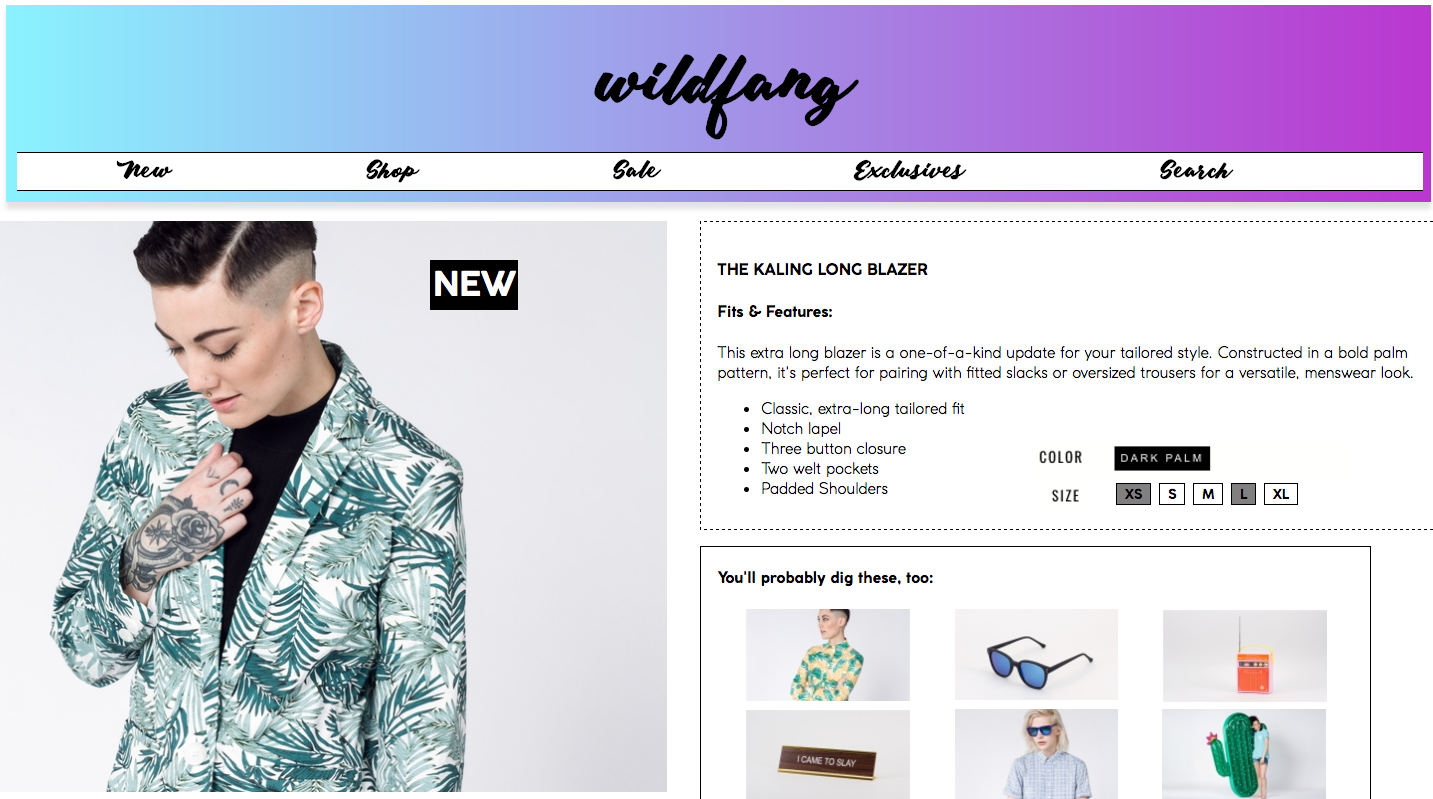 wildfang
New Shop Sale Exclusives Search
NEW
THE KALING LONG BLAZER
Fits & Features:
This extra long blazer is a one-of-a-kind update for your tailored style. Constructed in a bold palm
pattern, it's perfect for pairing with fitted slacks or oversized trousers for a versatile, menswear look.
• Classic, extra-long tailored fit
• Notch lapel
• Three button closure
• Two welt pockets
• Padded Shoulders
COLOR DARK PALM
SIZE XS S M L XL
You'll probably dig these, too:
I CAME TO SLAY